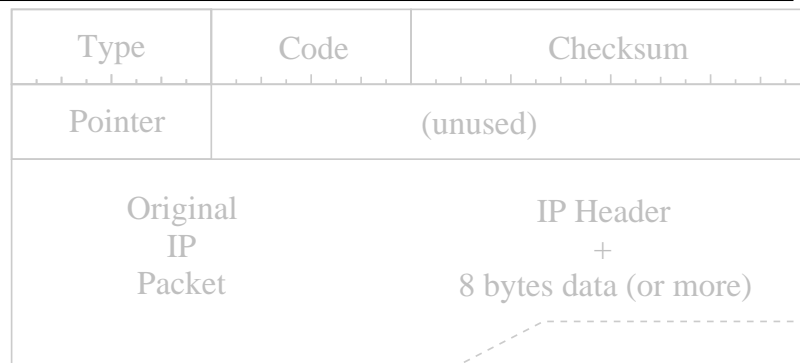 Type Code Checksum
Pointer (unused)
Original
IP
Packet
IP Header
+
8 bytes data (or more)